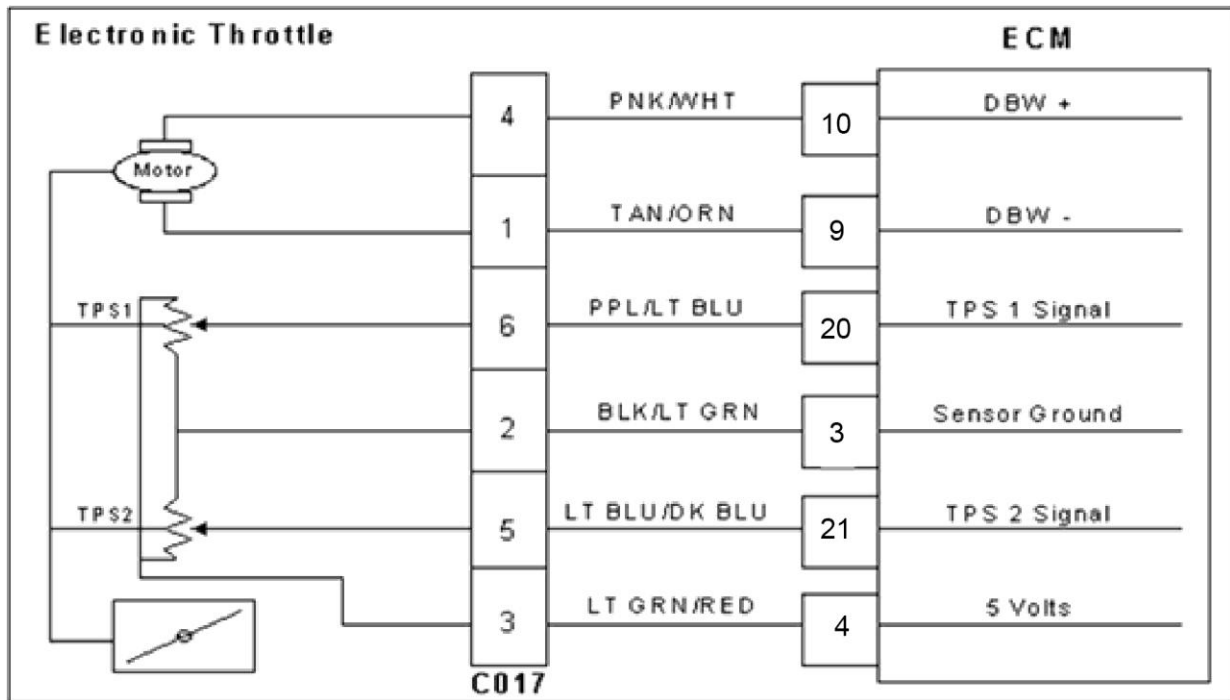 Electronic Throttle
ECM
4 PNK/WHT 10 DBW +
Motor
1 TAN/ORN 9 DBW -
TPS1 6 PPL/LT BLU 20 TPS 1 Signal
2 BLK/LT GRN 3 Sensor Ground
TPS2 5 LT BLU/DK BLU 21 TPS 2 Signal
3 LT GRN/RED 4 5 Volts
C017